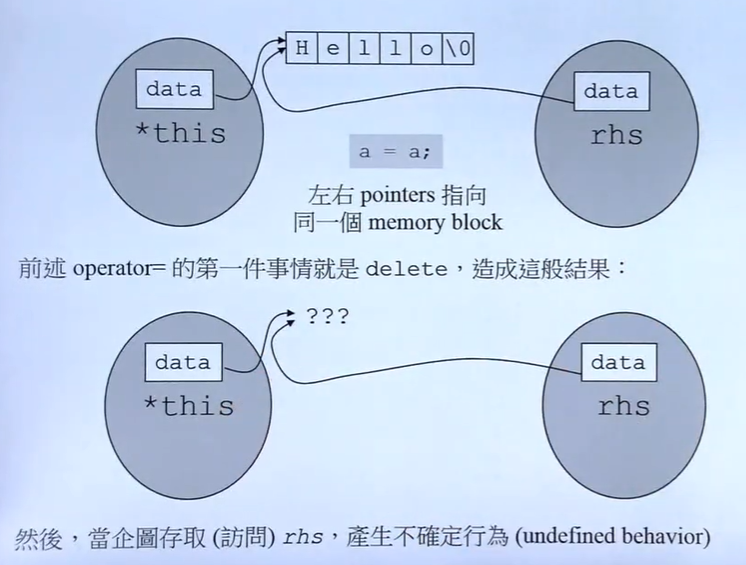 H e l l o \0
data
data
*this
rhs
a = a;
左右 pointers 指向
同一個 memory block
前述 operator= 的第一件事情就是 delete，造成這般結果：
???
data
data
*this
rhs
然後，當企圖存取 (訪問) rhs，產生不確定行為 (undefined behavior)